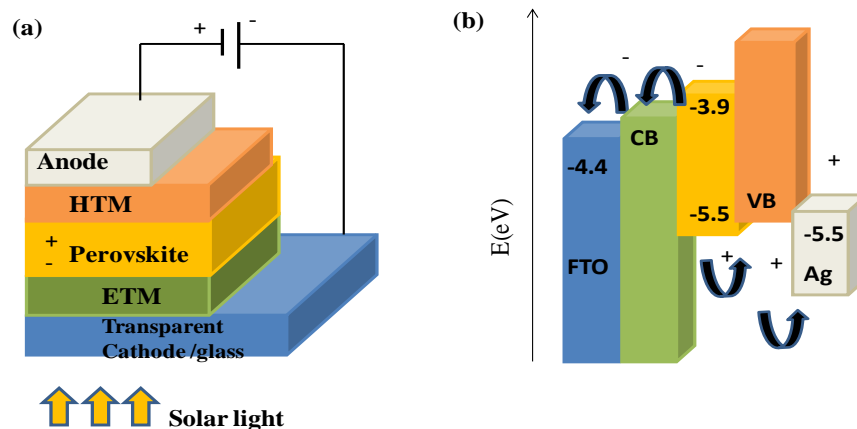 (a)
+ -
Anode
HTM
+
- Perovskite
ETM
Transparent
Cathode/glass
Solar light
(b)
E(eV)
- -
-3.9
CB
-4.4
+
-5.5
VB
-5.5
+
+
FTO
Ag